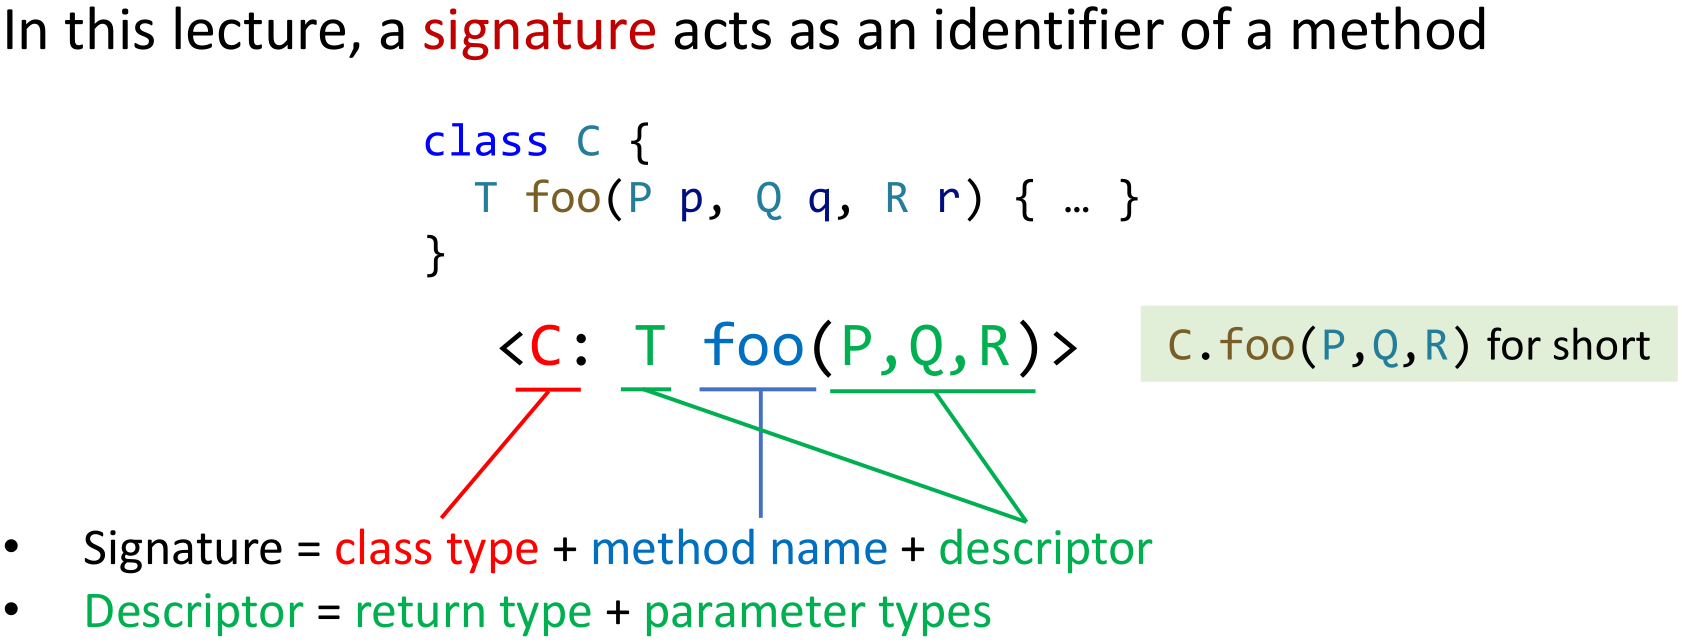 In this lecture, a signature acts as an identifier of a method
class C {
T foo(P p, Q q, R r) { … }
}
<C: T foo(P,Q,R)>
C.foo(P,Q,R) for short
• Signature = class type + method name + descriptor
• Descriptor = return type + parameter types